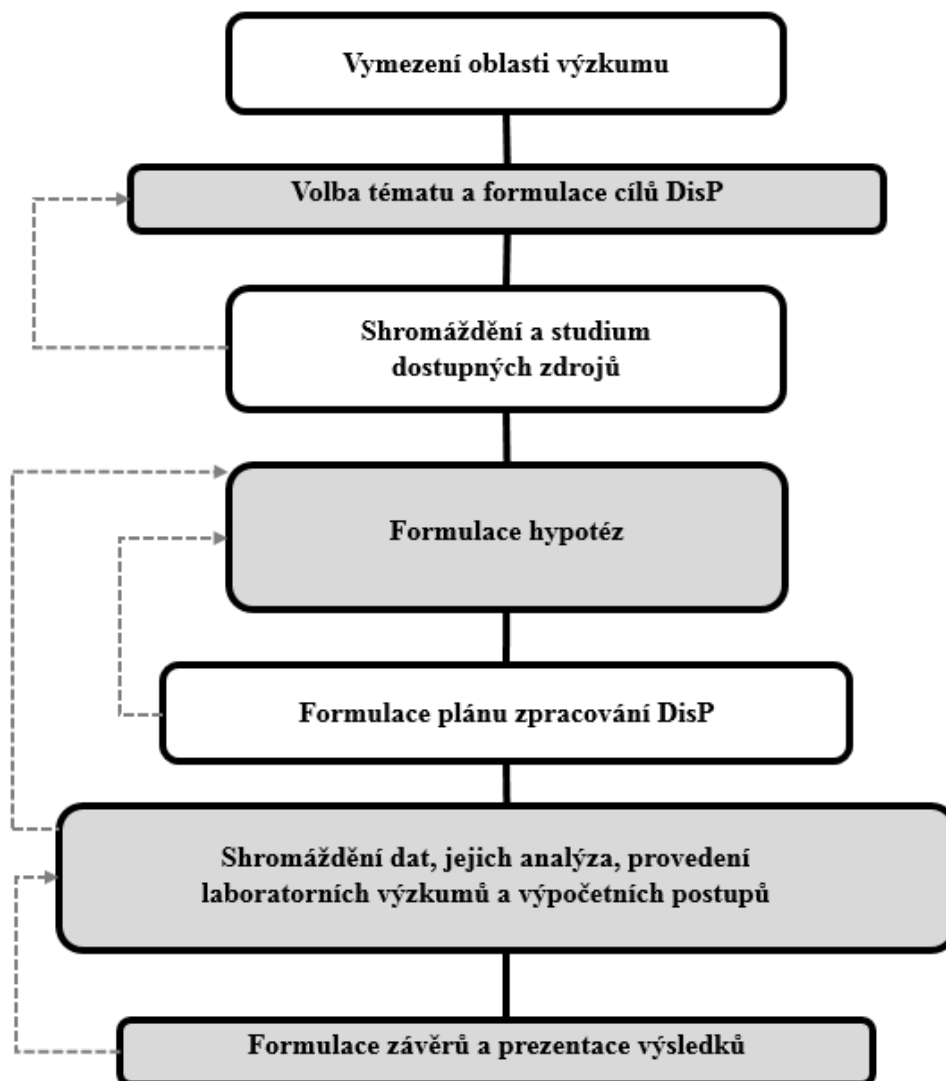 Vymezení oblasti výzkumu
Volba tématu a formulace cílů DisP
Shromáždění a studium
dostupných zdrojů
Formulace hypotéz
Formulace plánu zpracování DisP
Shromáždění dat, jejich analýza, provedení
laboratorních výzkumů a výpočetních postupů
Formulace závěrů a prezentace výsledků